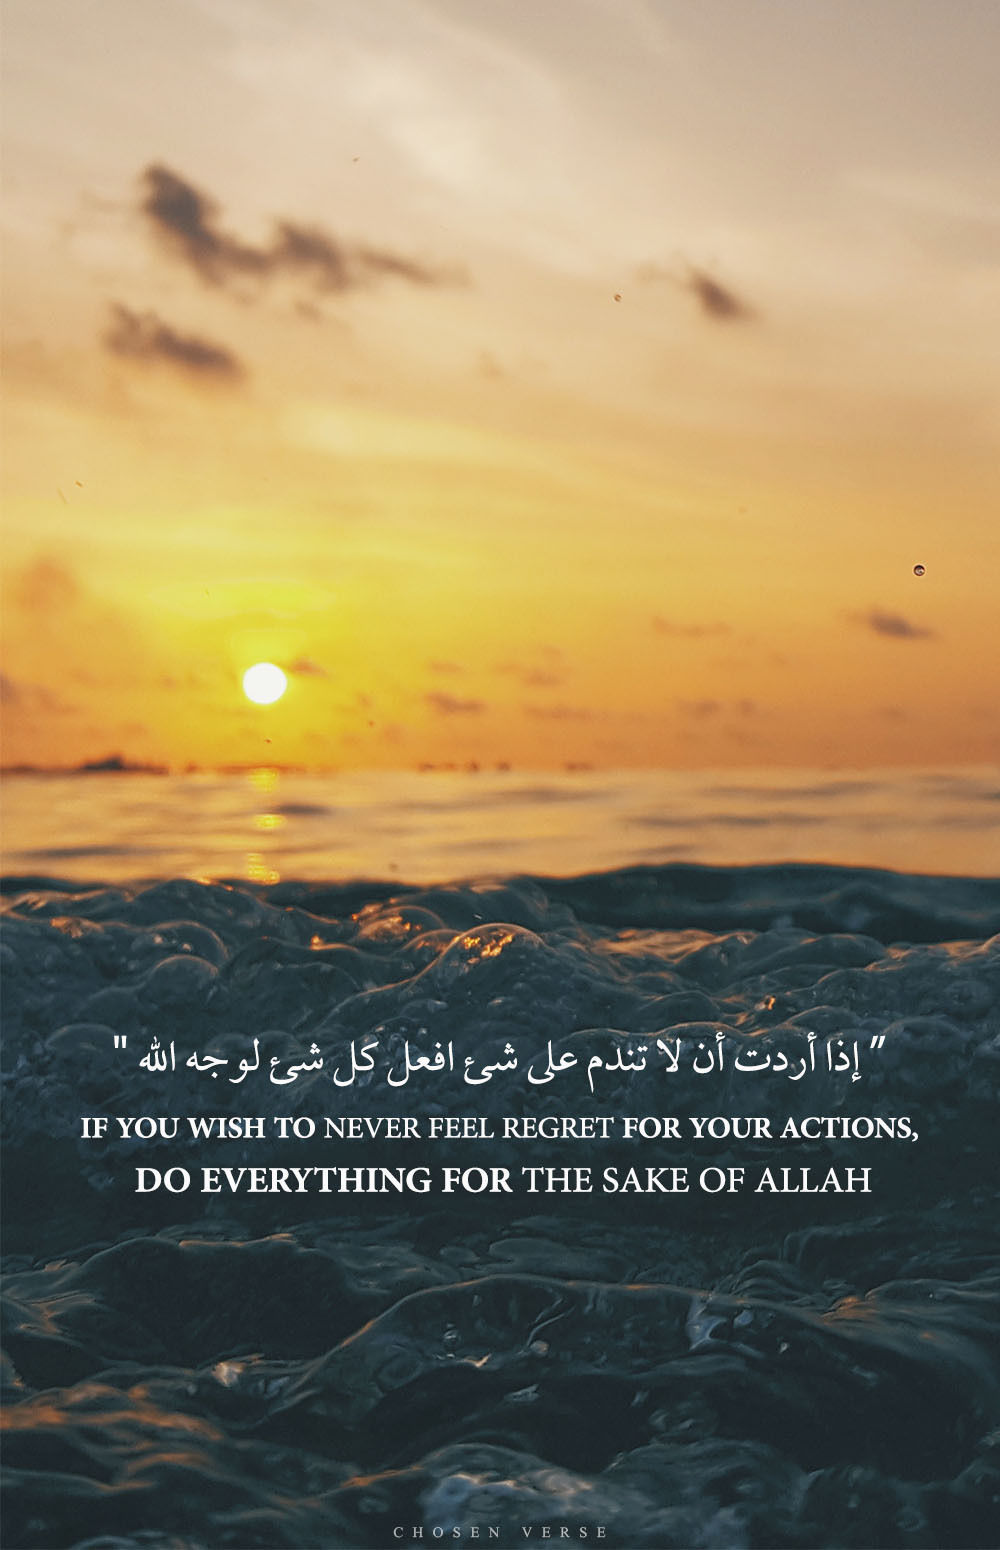 ” إذا أردت أن لا تندم على شئ افعل كل شئ لوجه الله "
IF YOU WISH TO NEVER FEEL REGRET FOR YOUR ACTIONS,
DO EVERYTHING FOR THE SAKE OF ALLAH
CHOSEN VERSE